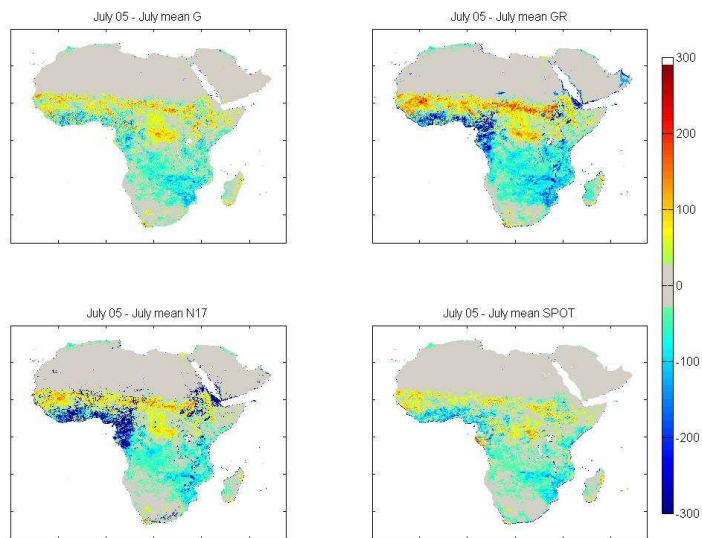 July 05 - July mean G
July 05 - July mean GR
300
200
100
0
-100
-200
-300
July 05 - July mean N17
July 05 - July mean SPOT